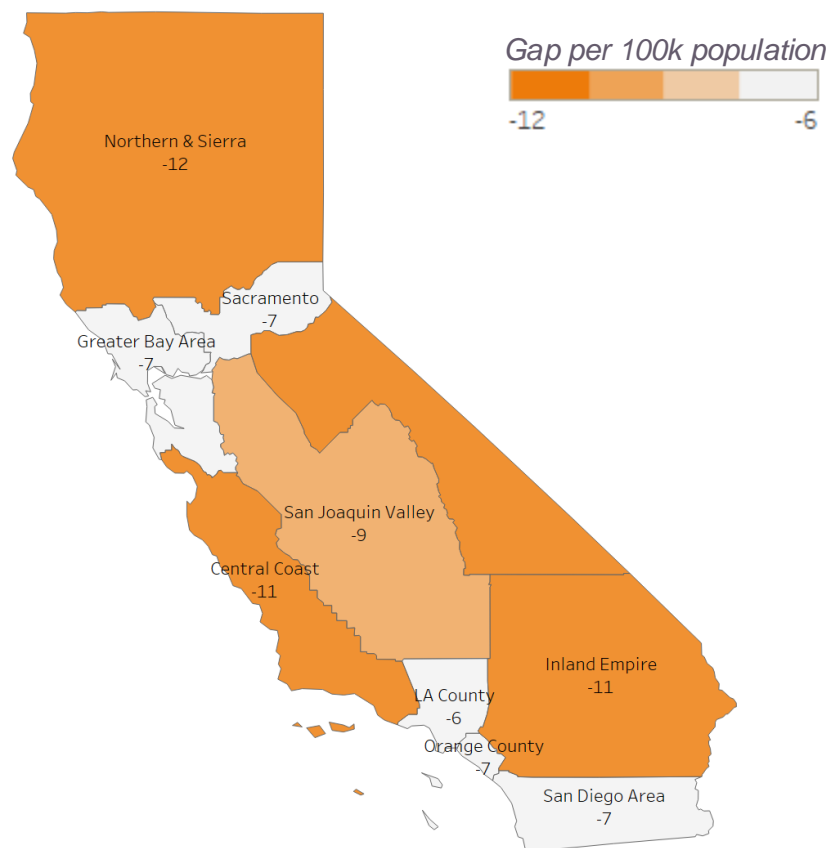 Gap per 100k population
-12
-6
Northern & Sierra
-12
Sacramento
-7
Greater Bay Area
-7
San Joaquin Valley
-9
Central Coast
-11
Inland Empire
-11
LA County
-6
Orange County
-7
San Diego Area
-7